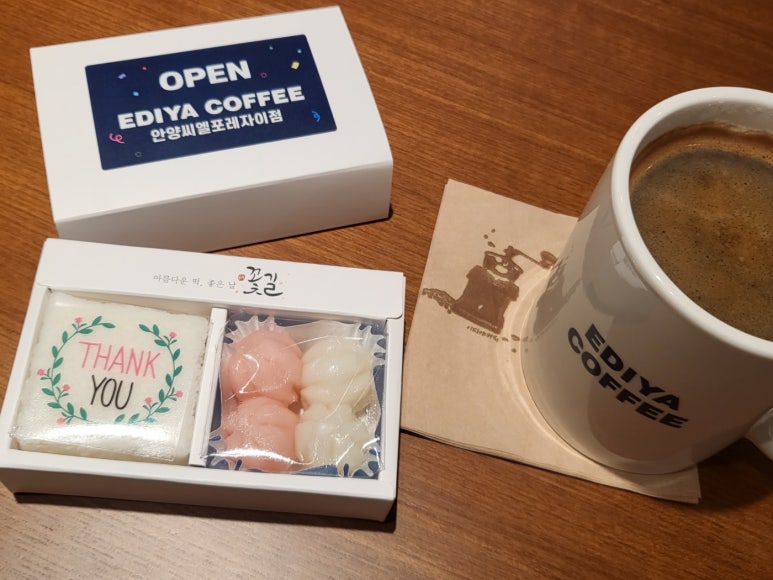 OPEN
EDIYA COFFEE
안양씨엘포레자이점
아름다운 떡, 좋은 날
꽃길
THANK
YOU
EDIYA
COFFEE